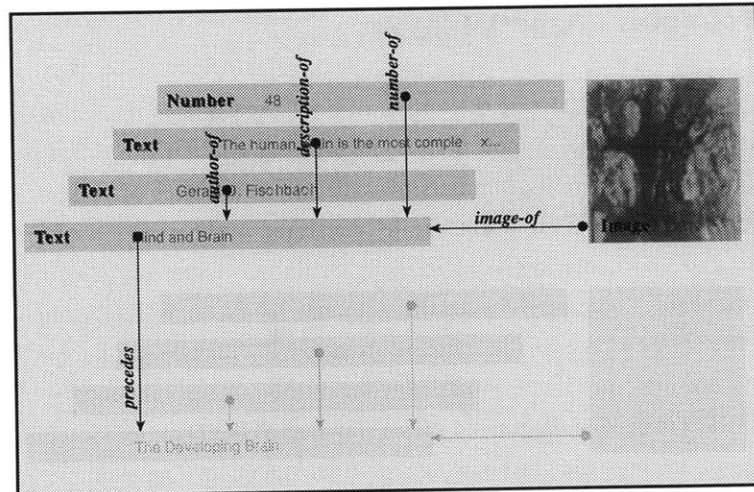 description-of
number-of
Number 48
Text The human in is the most comple x...
author-of
Text Gera D. Fischbach
Text ind and Brain
image-of
Image
precedes
The Developing Brain